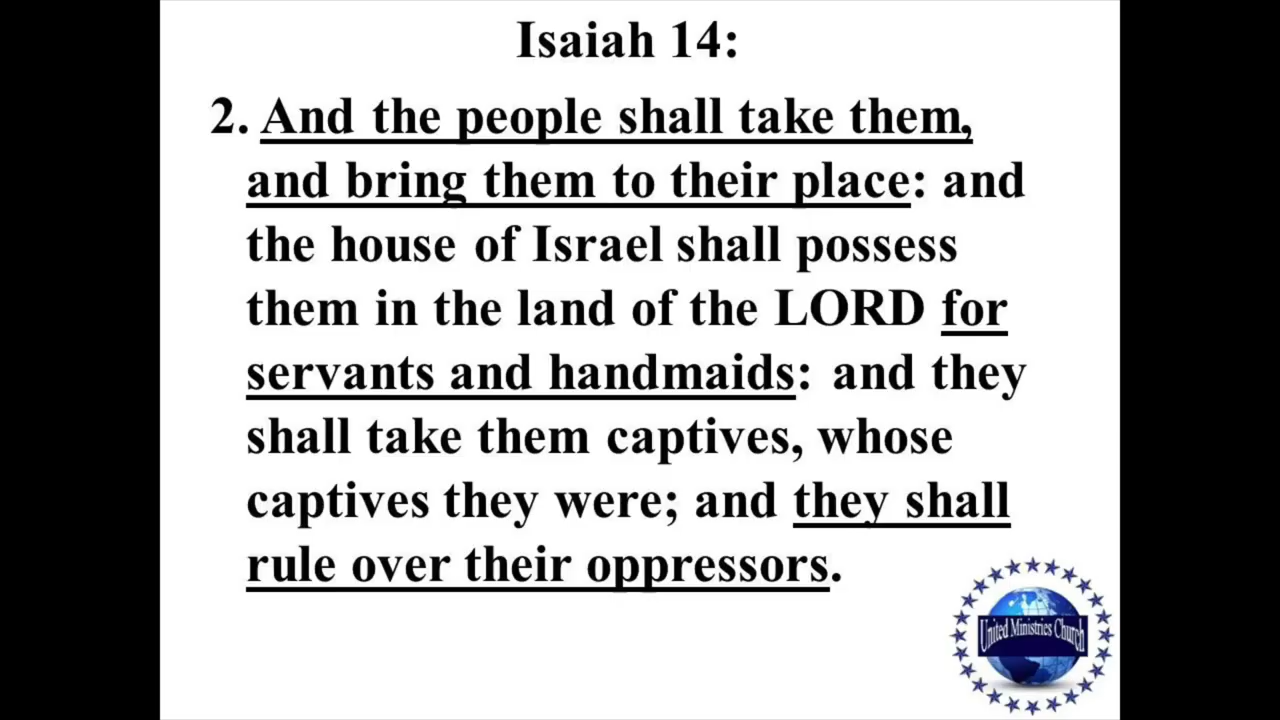 Isaiah 14:
2. And the people shall take them,
and bring them to their place: and
the house of Israel shall possess
them in the land of the LORD for
servants and handmaids: and they
shall take them captives, whose
captives they were; and they shall
rule over their oppressors.
United Ministries Church